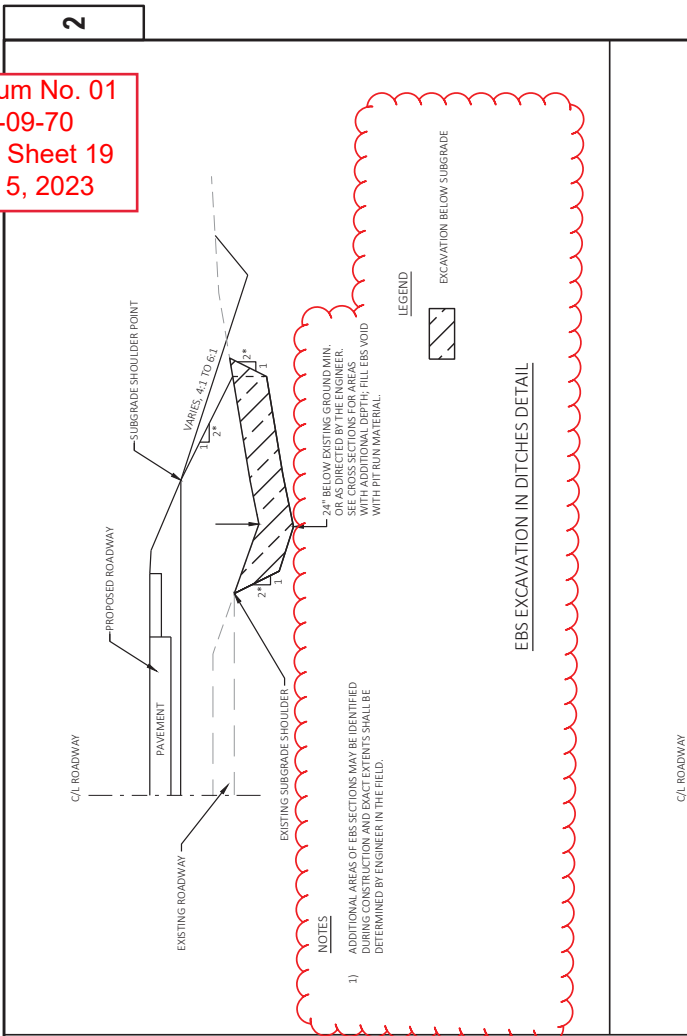 2
um No. 01
-09-70
Sheet 19
5, 2023
C/L ROADWAY
PROPOSED ROADWAY
SUBGRADE SHOULDER POINT
PAVEMENT
VARIES, 4:1 TO 6:1
1
2*
2*
1
2*
1
EXISTING ROADWAY
EXISTING SUBGRADE SHOULDER
24" BELOW EXISTING GROUND MIN.
OR AS DIRECTED BY THE ENGINEER.
SEE CROSS SECTIONS FOR AREAS
WITH ADDITIONAL DEPTH; FILL EBS VOID
WITH PIT RUN MATERIAL.
NOTES
1) ADDITIONAL AREAS OF EBS SECTIONS MAY BE IDENTIFIED
DURING CONSTRUCTION AND EXACT EXTENTS SHALL BE
DETERMINED BY ENGINEER IN THE FIELD.
LEGEND
EXCAVATION BELOW SUBGRADE
EBS EXCAVATION IN DITCHES DETAIL
C/L ROADWAY